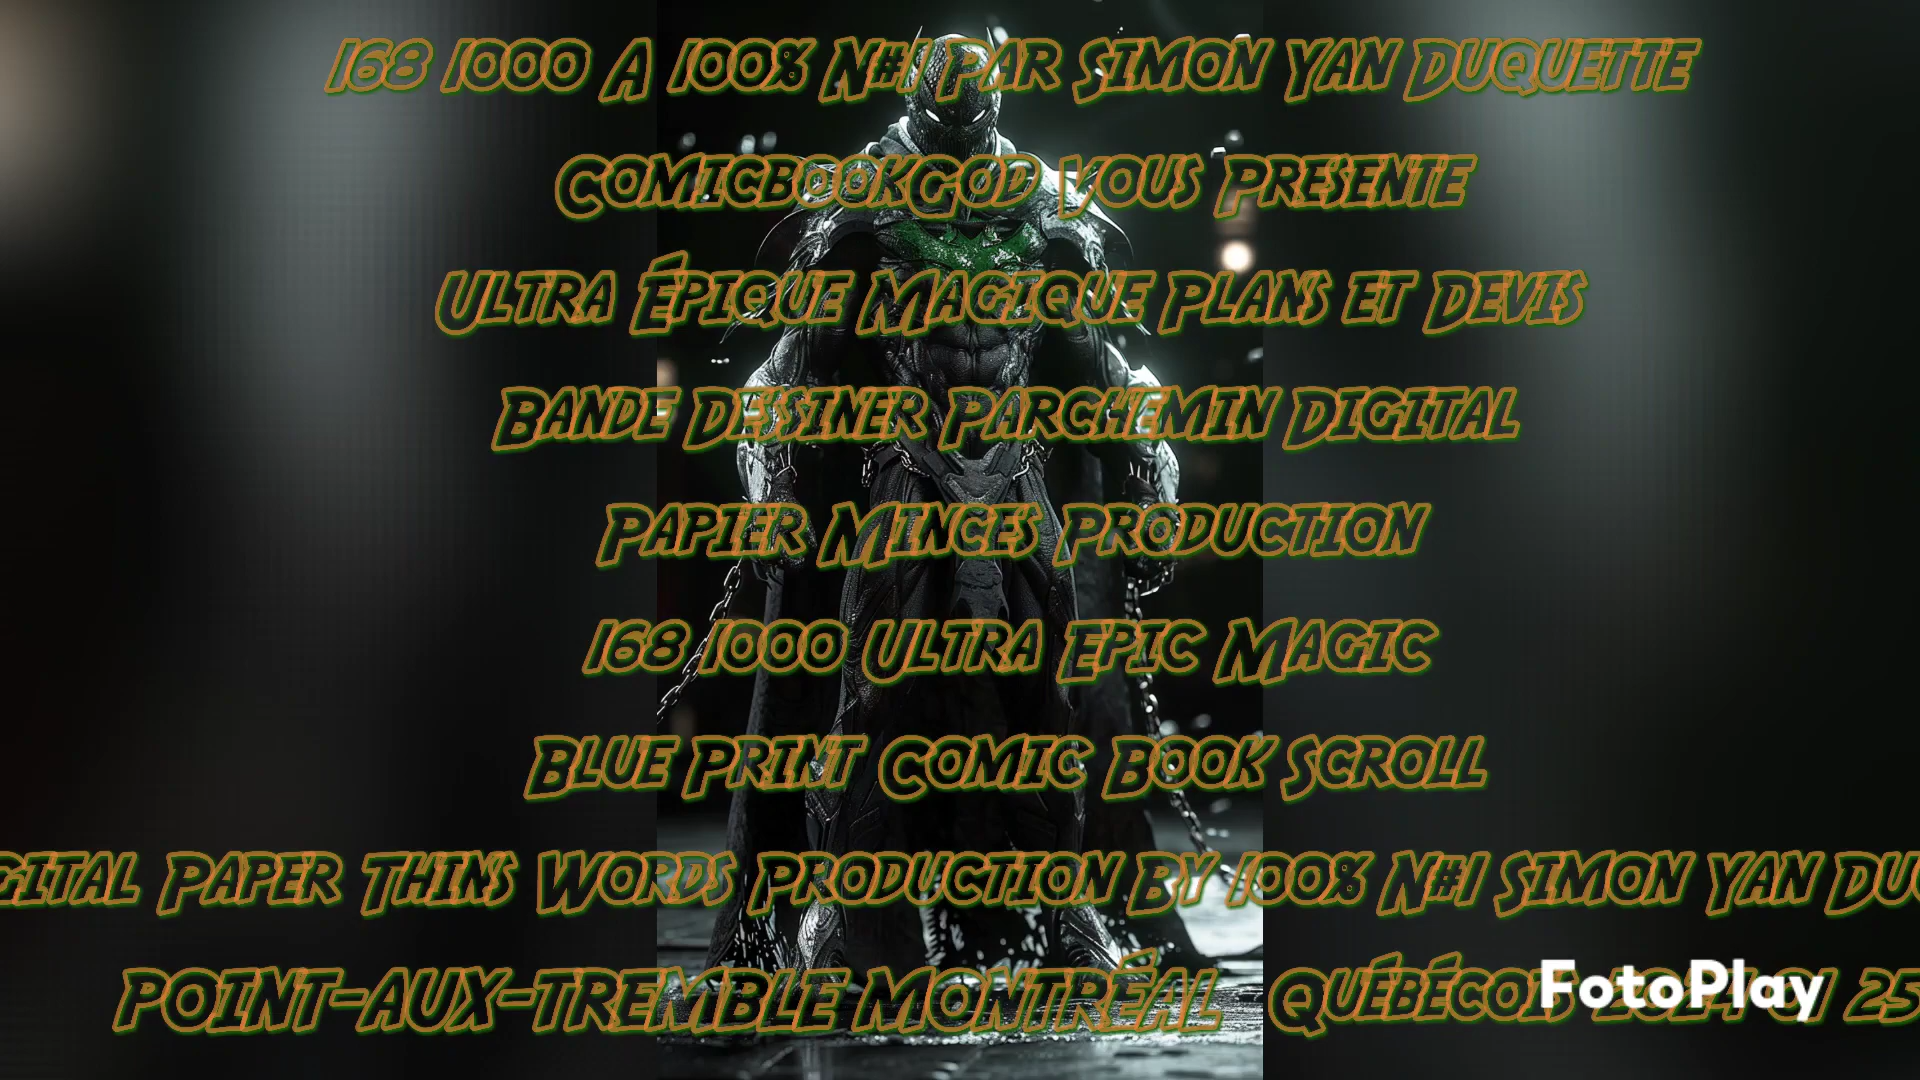 168 1000 A 100% N#1 Par Simon Yan Duquette
ComicbookGod Vous Presente
Ultra Épique Magique Plans et Devis
Bande Dessiner Parchemin Digital
Papier Minces Production
168 1000 Ultra Epic Magic
Blue Print Comic Book Scroll
Paper Thins Words Production By 100% N#1 Simon Yan
Point-aux-Tremble Montréal Québécois
FotoPlay